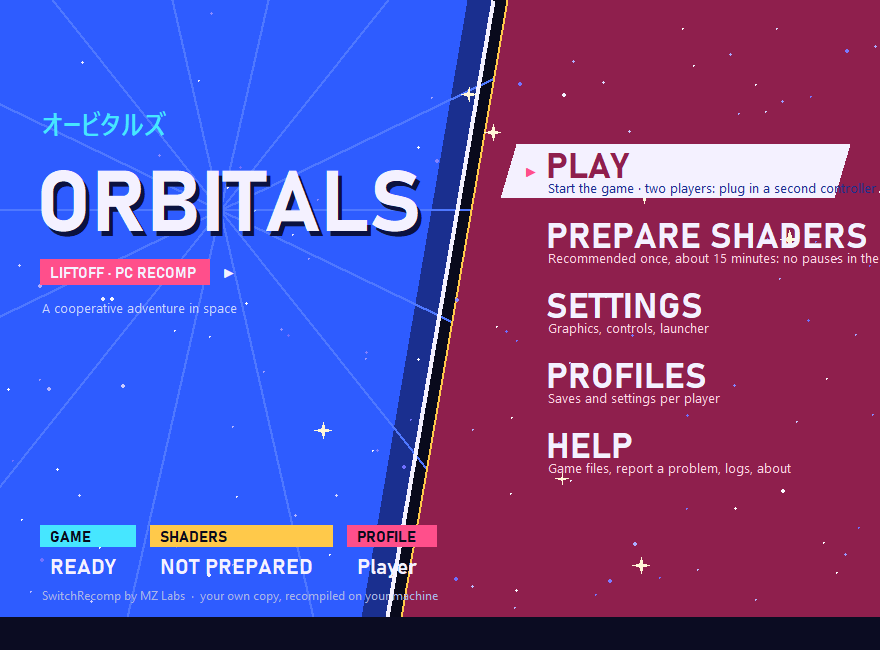 オービタルズ
ORBITALS
LIFTOFF · PC RECOMP
A cooperative adventure in space
PLAY
Start the game · two players: plug in a second controller
PREPARE SHADERS
Recommended once, about 15 minutes: no pauses in the
SETTINGS
Graphics, controls, launcher
PROFILES
Saves and settings per player
HELP
Game files, report a problem, logs, about
GAME
READY
SHADERS
NOT PREPARED
PROFILE
Player
SwitchRecomp by MZ Labs · your own copy, recompiled on your machine